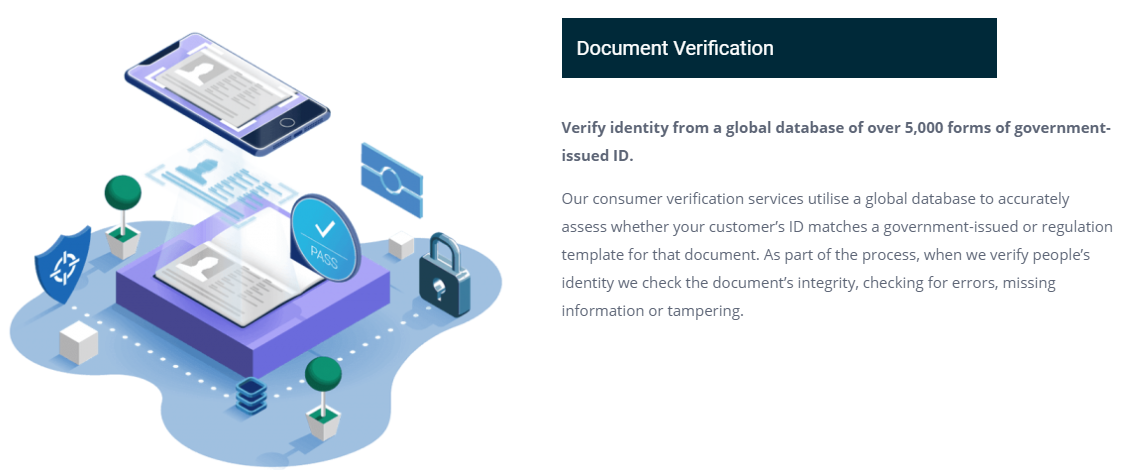 Document Verification
Verify identity from a global database of over 5,000 forms of government-
issued ID.
Our consumer verification services utilise a global database to accurately
assess whether your customer’s ID matches a government-issued or regulation
template for that document. As part of the process, when we verify people’s
identity we check the document’s integrity, checking for errors, missing
information or tampering.
PASS